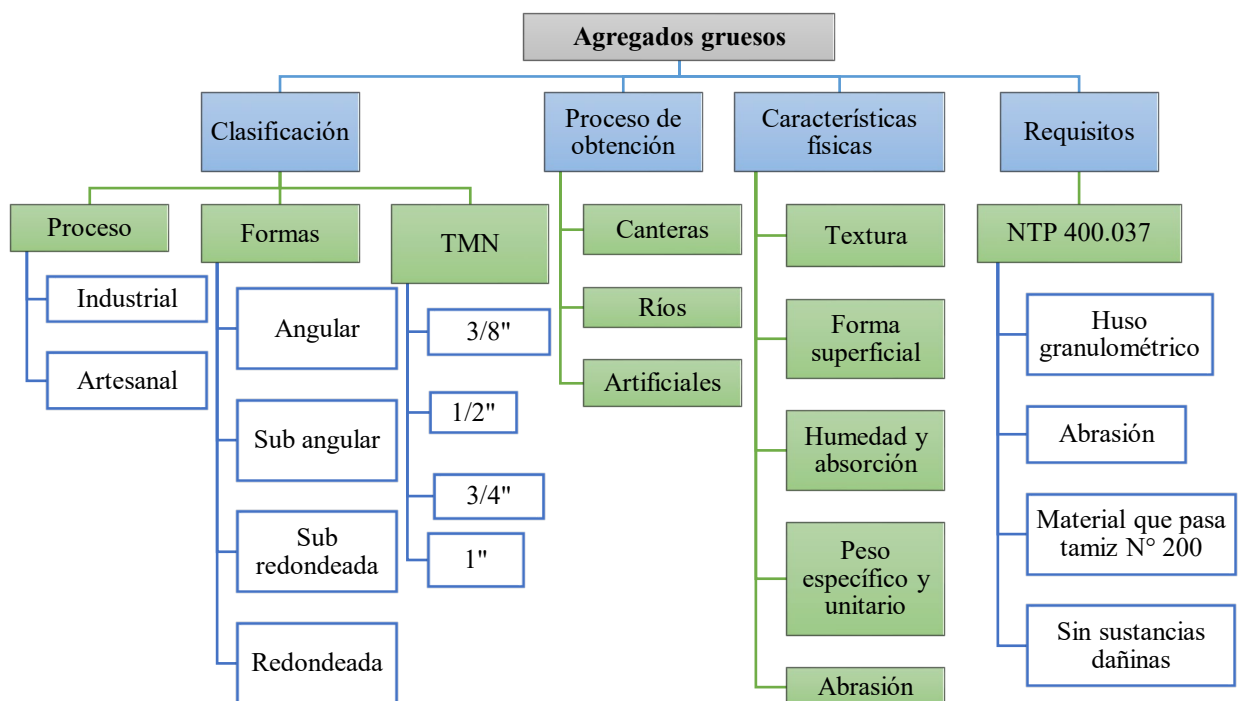 Agregados gruesos
Clasificación
Proceso de
obtención
Características
físicas
Requisitos
Proceso
Industrial
Artesanal
Formas
Angular
Sub angular
Sub
redondeada
Redondeada
TMN
3/8"
1/2"
3/4"
1"
Canteras
Ríos
Artificiales
Textura
Forma
superficial
Humedad y
absorción
Peso
específico y
unitario
Abrasión
NTP 400.037
Huso
granulométrico
Abrasión
Material que pasa
tamiz N° 200
Sin sustancias
dañinas